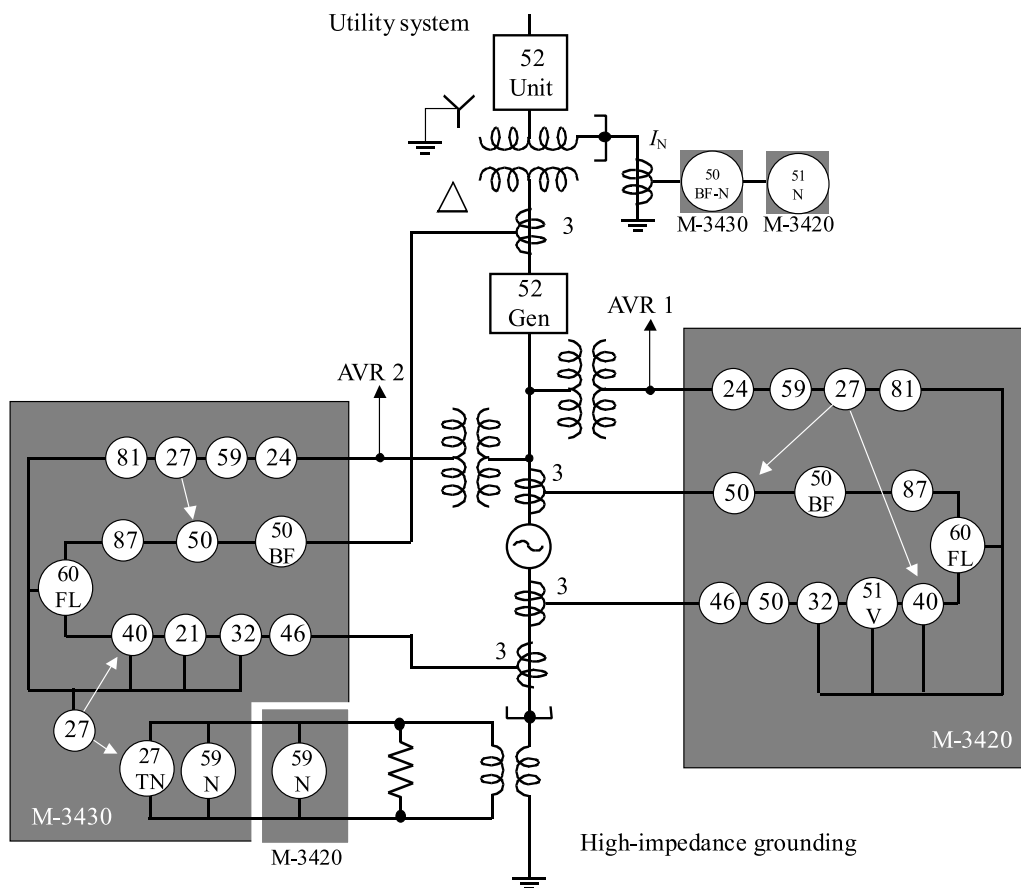 Utility system
52
Unit
I_N
50
BF-N
51
N
M-3430
M-3420
3
52
Gen
AVR 1
AVR 2
24 59 27 81
81 27 59 24
3
50
50
BF
87
87 50
50
BF
60
FL
60
FL
3
46 50 32
51
V
40
40 21 32 46
3
27
27
TN
59
N
59
N
M-3420
M-3430
M-3420
High-impedance grounding